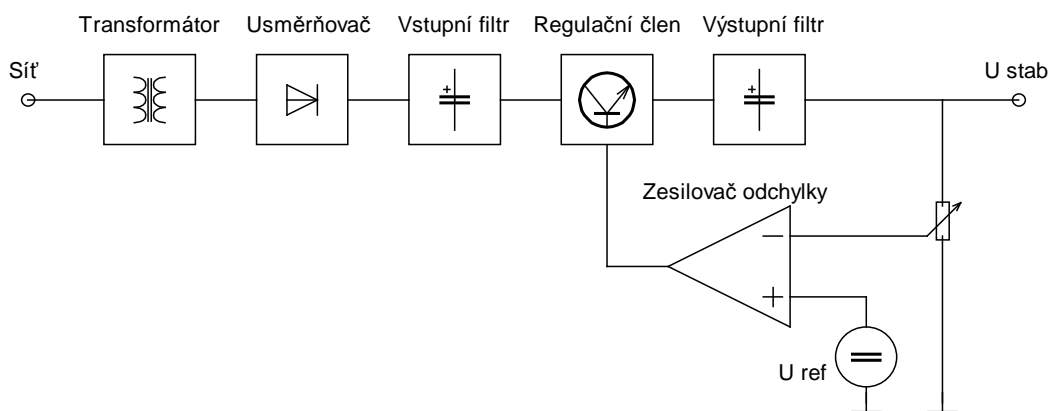 Transformátor
Usměrňovač
Vstupní filtr
Regulační člen
Výstupní filtr
Síť
U stab
Zesilovač odchylky
U ref